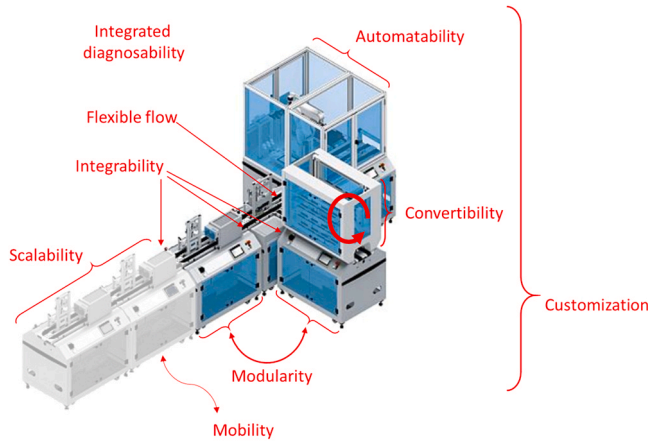 Integrated
diagnosability
Automatability
Flexible flow
Integrability
Convertibility
Scalability
Customization
Modularity
Mobility